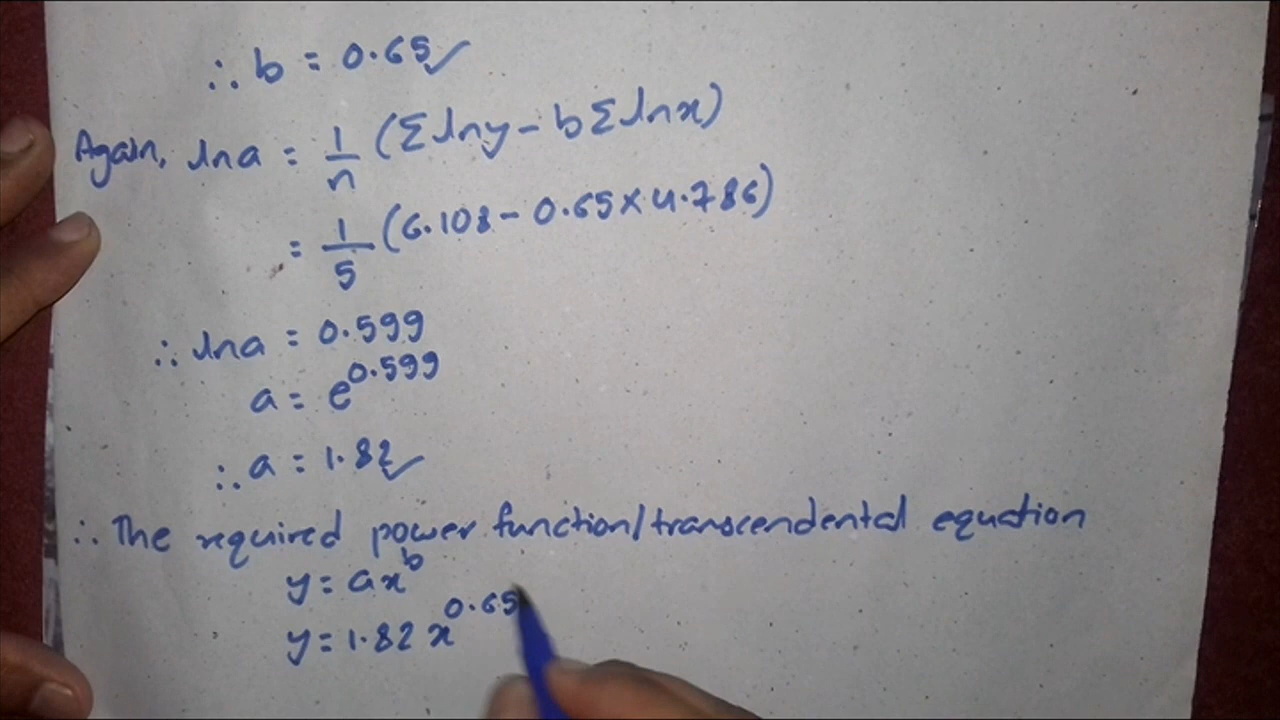 ∴ b = 0.65✓
Again, ln a = 1/n (Σ ln y - b Σ ln x)
= 1/5 (6.108 - 0.65 × 4.786)
∴ ln a = 0.599
a = e^0.599
∴ a = 1.82✓
∴ The required power function/transcendental equation
y = ax^b
y = 1.82 x^0.65